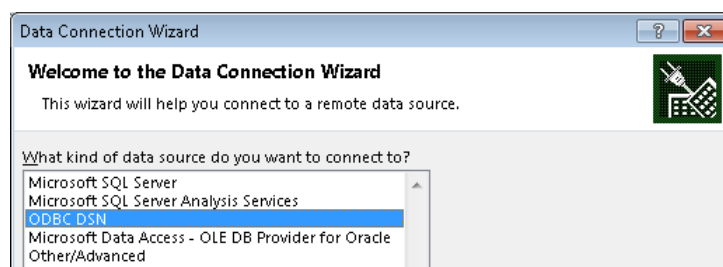 Data Connection Wizard
Welcome to the Data Connection Wizard
This wizard will help you connect to a remote data source.
What kind of data source do you want to connect to?
Microsoft SQL Server
Microsoft SQL Server Analysis Services
ODBC DSN
Microsoft Data Access - OLE DB Provider for Oracle
Other/Advanced